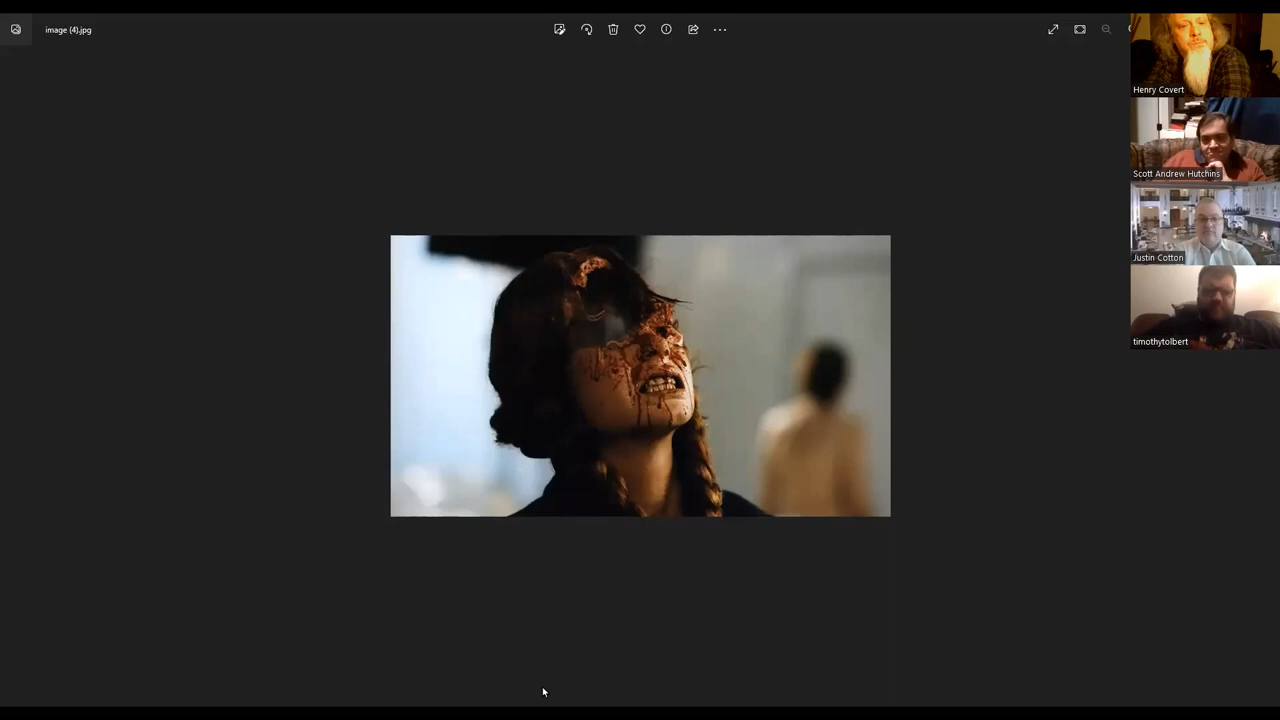 image (4).jpg
Henry Covert
Scott Andrew Hutchins
Justin Cotton
timothytolbert